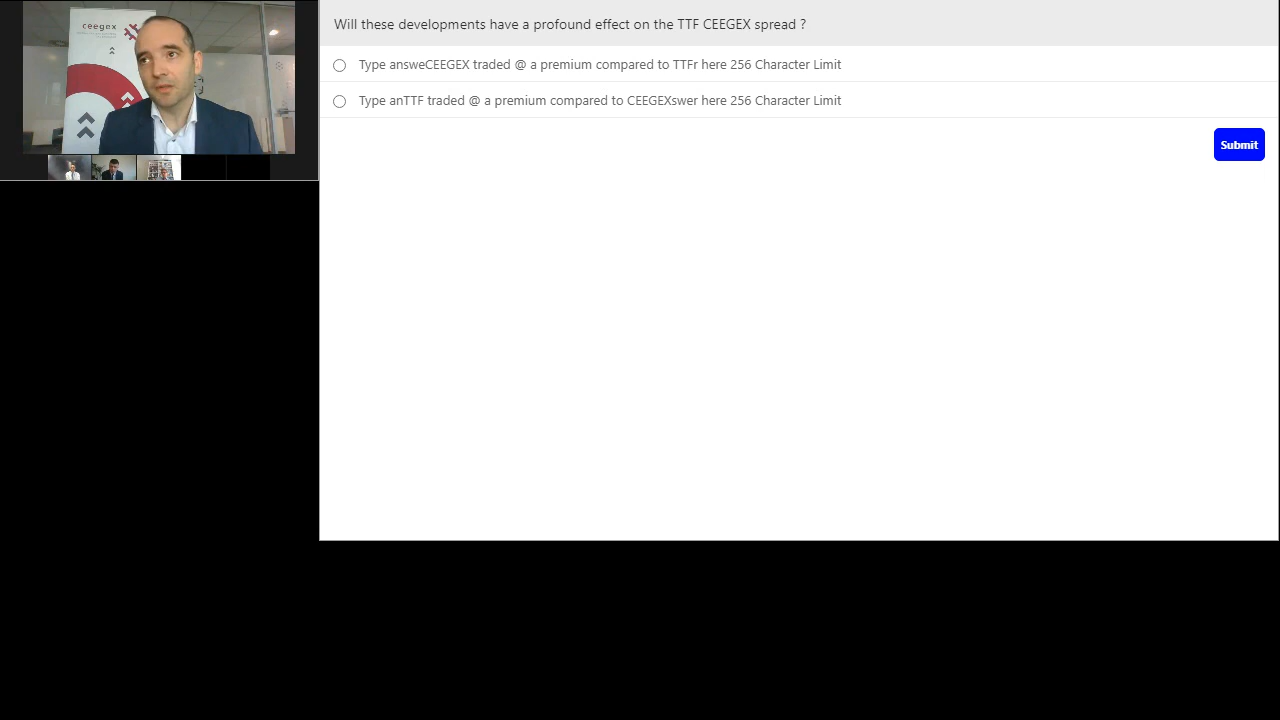 ceegex
Will these developments have a profound effect on the TTF CEEGEX spread ?
Type answeCEEGEX traded @ a premium compared to TTFr here 256 Character Limit
Type anTTF traded @ a premium compared to CEEGEXswer here 256 Character Limit
Submit